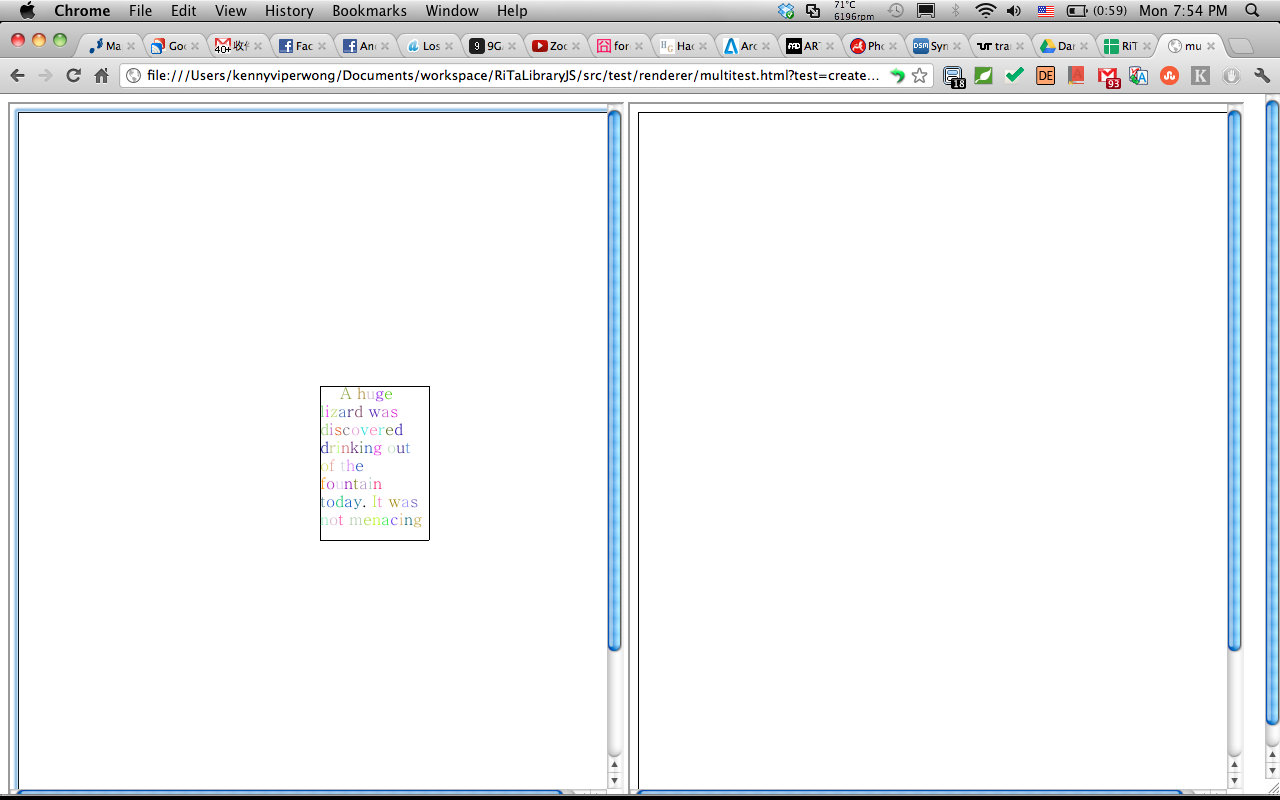 Chrome File Edit View History Bookmarks Window Help 71°C 6196rpm (0:59) Mon 7:54 PM
Ma Goo 40+ 收 Fac And Los 9 9G Zoo for HG Hac Arc ART Pho DSM Syn tra Dar RiT mu
file:///Users/kennyviperwong/Documents/workspace/RiTaLibraryJS/src/test/renderer/multitest.html?test=create... 18 DE 93 K
A huge
lizard was
discovered
drinking out
of the
fountain
today. It was
not menacing